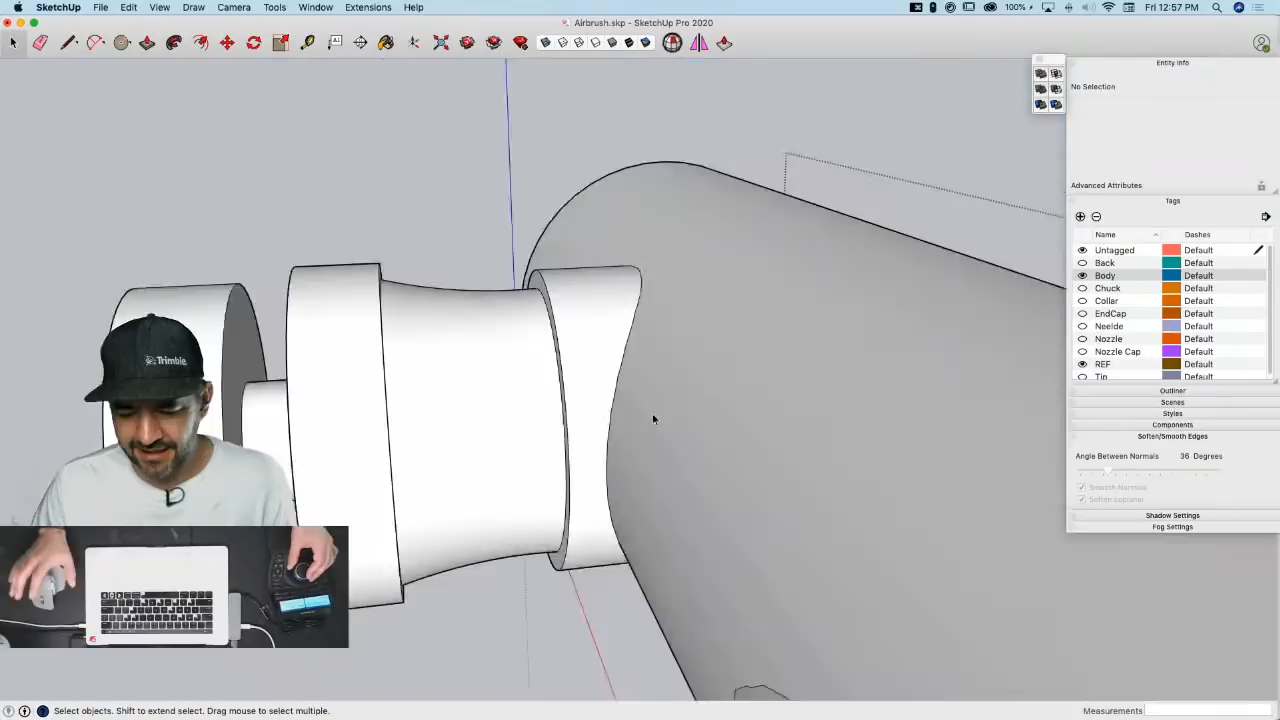 SketchUp File Edit View Draw Camera Tools Window Extensions Help 100% Fri 12:57 PM
Airbrush.skp - SketchUp Pro 2020
Entity Info
No Selection
Advanced Attributes
Tags
Name Dashes
Untagged Default
Back Default
Body Default
Chuck Default
Collar Default
EndCap Default
Neelde Default
Nozzle Default
Nozzle Cap Default
REF Default
Tip Default
Outliner
Scenes
Styles
Components
Soften/Smooth Edges
Angle Between Normals 36 Degrees
Smooth Normals
Soften coplanar
Shadow Settings
Fog Settings
Trimble
Select objects. Shift to extend select. Drag mouse to select multiple. Measurements